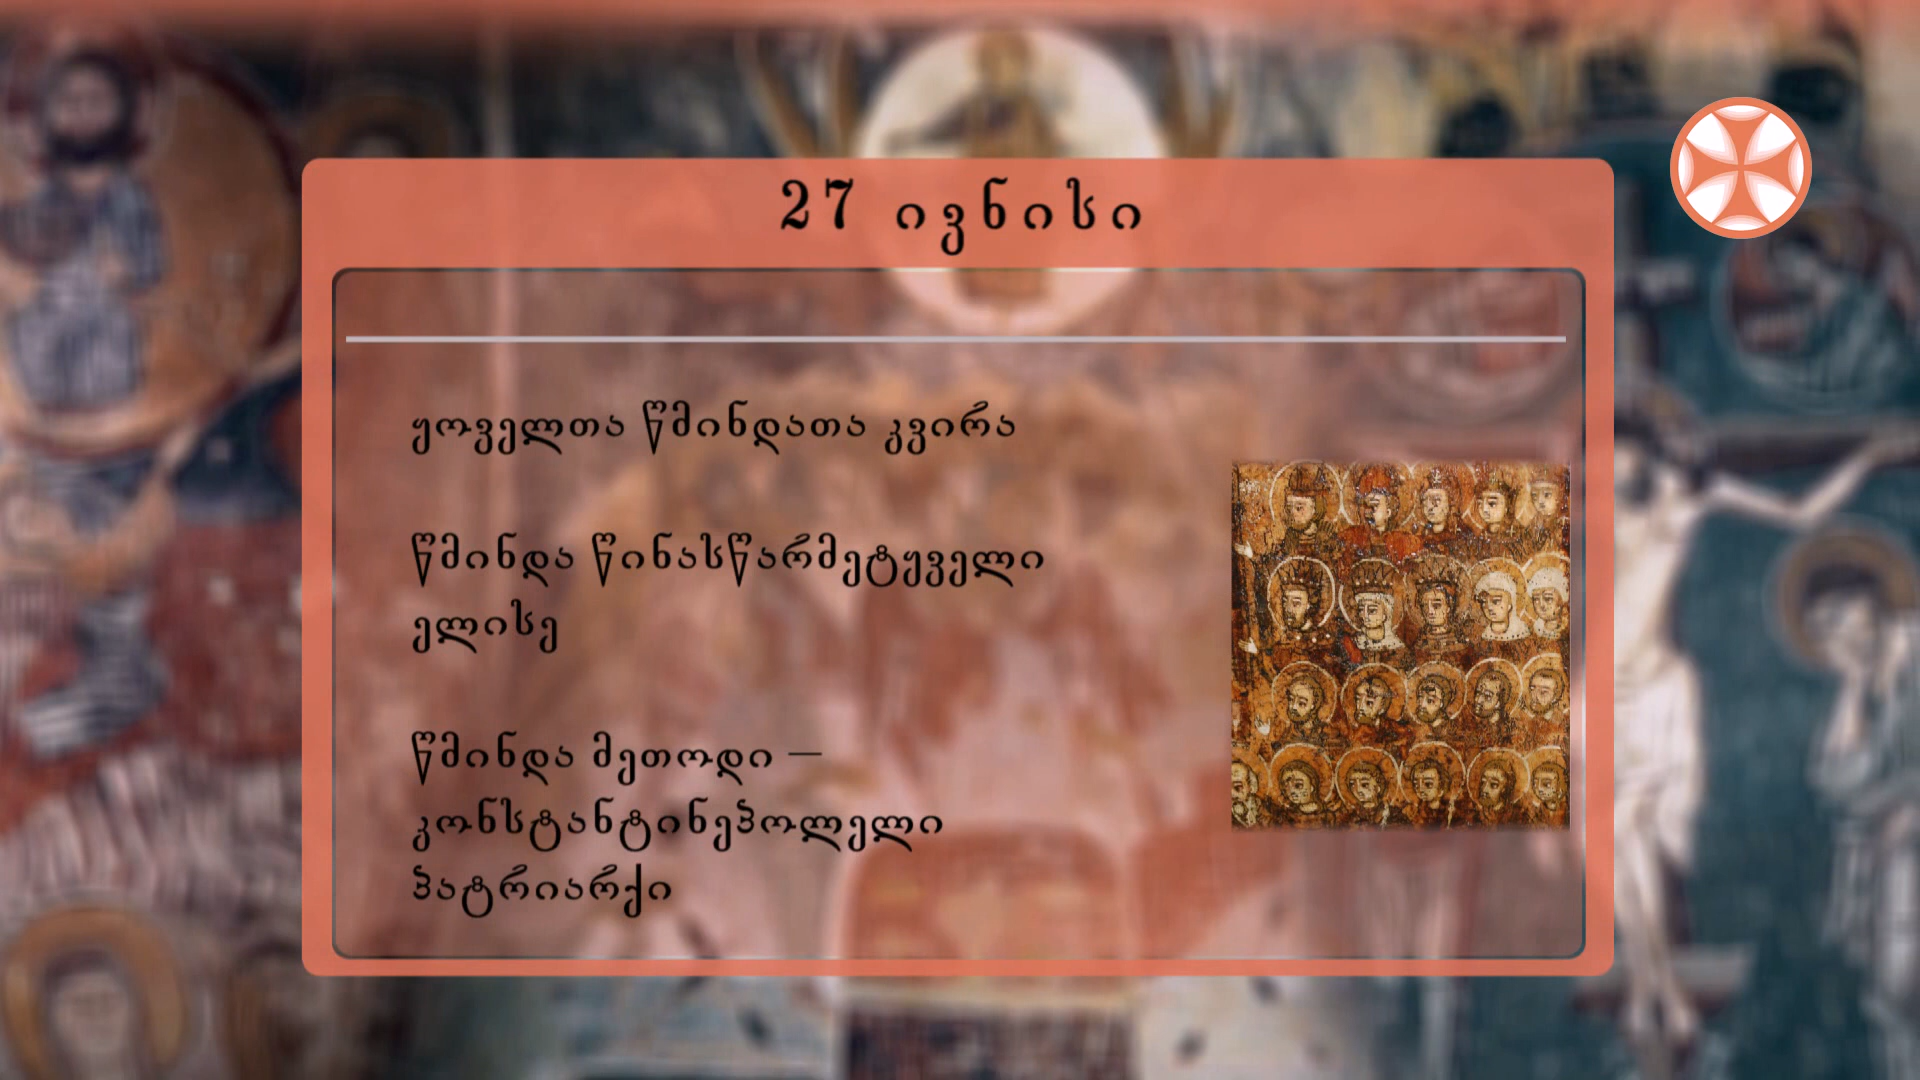 27 ივნისი
ყოველთა წმინდათა კვირა
წმინდა წინასწარმეტყველი
ელისე
წმინდა მეთოდი —
კონსტანტინეპოლელი
პატრიარქი